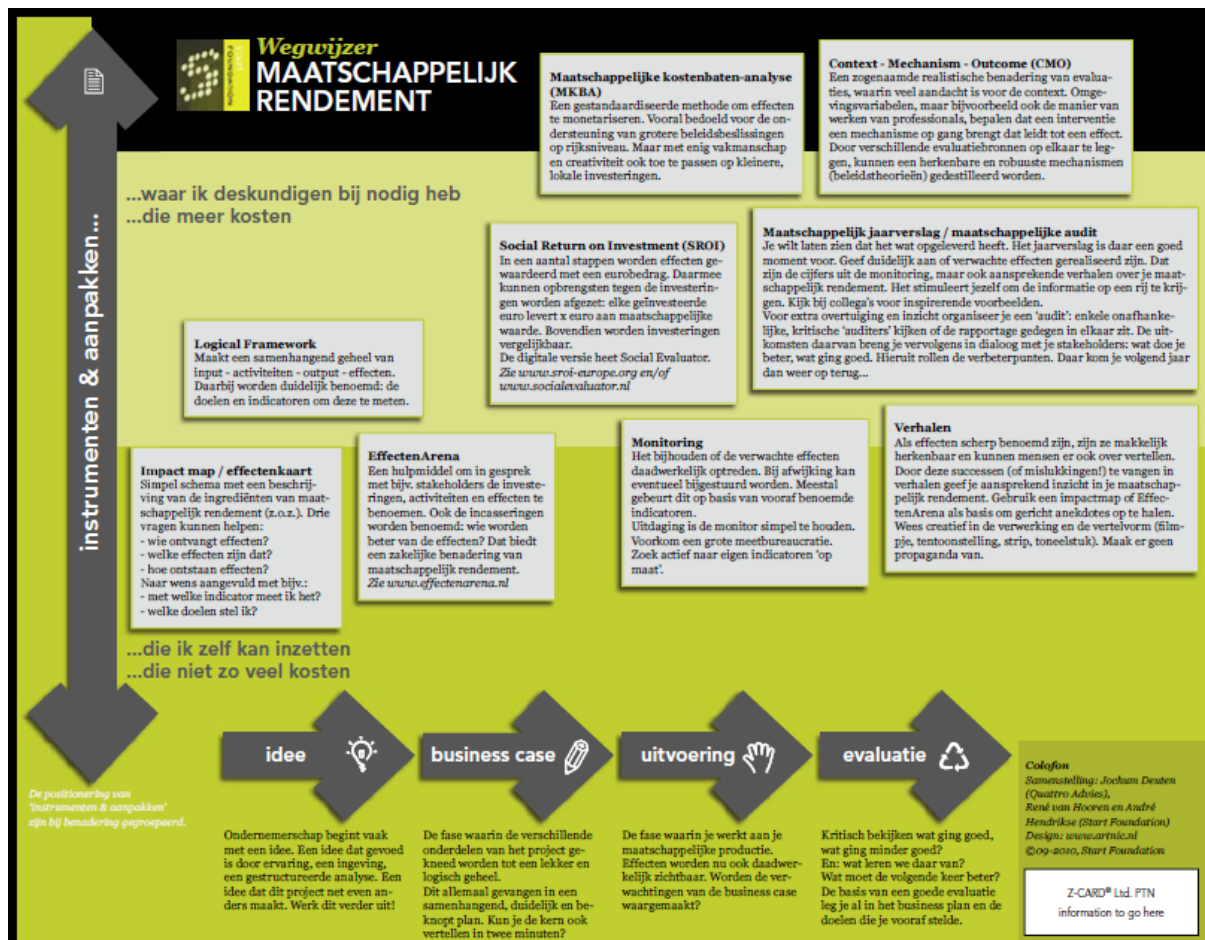 START
FOUNDATION
Wegwijzer
MAATSCHAPPELIJK
RENDEMENT
instrumenten & aanpakken...
...waar ik deskundigen bij nodig heb
...die meer kosten
Maatschappelijke kostenbaten-analyse
(MKBA)
Een gestandaardiseerde methode om effecten
te monetariseren. Vooral bedoeld voor de on-
dersteuning van grotere beleidsbeslissingen
op rijksniveau. Maar met enig vakmanschap
en creativiteit ook toe te passen op kleinere,
lokale investeringen.
Context - Mechanism - Outcome (CMO)
Een zogenaamde realistische benadering van evalua-
ties, waarin veel aandacht is voor de context. Omge-
vingsvariabelen, maar bijvoorbeeld ook de manier van
werken van professionals, bepalen dat een interventie
een mechanisme op gang brengt dat leidt tot een effect.
Door verschillende evaluatiebronnen op elkaar te leg-
gen, kunnen een herkenbare en robuuste mechanismen
(beleidstheorieën) gedestilleerd worden.
Social Return on Investment (SROI)
In een aantal stappen worden effecten ge-
waardeerd met een eurobedrag. Daarmee
kunnen opbrengsten tegen de investerin-
gen worden afgezet: elke geïnvesteerde
euro levert x euro aan maatschappelijke
waarde. Bovendien worden investeringen
vergelijkbaar.
De digitale versie heet Social Evaluator.
Zie www.sroi-europe.org en/of
www.socialevaluator.nl
Maatschappelijk jaarverslag / maatschappelijke audit
Je wilt laten zien dat het wat opgeleverd heeft. Het jaarverslag is daar een goed
moment voor. Geef duidelijk aan of verwachte effecten gerealiseerd zijn. Dat
zijn de cijfers uit de monitoring, maar ook aansprekende verhalen over je maat-
schappelijk rendement. Het stimuleert jezelf om de informatie op een rij te krij-
gen. Kijk bij collega's voor inspirerende voorbeelden.
Voor extra overtuiging en inzicht organiseer je een 'audit': enkele onafhanke-
lijke, kritische 'auditers' kijken of de rapportage gedegen in elkaar zit. De uit-
komsten daarvan breng je vervolgens in dialoog met je stakeholders: wat doe je
beter, wat ging goed. Hieruit rollen de verbeterpunten. Daar kom je volgend jaar
dan weer op terug...
Logical Framework
Maakt een samenhangend geheel van
input - activiteiten - output - effecten.
Daarbij worden duidelijk benoemd: de
doelen en indicatoren om deze te meten.
Impact map / effectenkaart
Simpel schema met een beschrij-
ving van de ingrediënten van maat-
schappelijk rendement (z.o.z.). Drie
vragen kunnen helpen:
- wie ontvangt effecten?
- welke effecten zijn dat?
- hoe ontstaan effecten?
Naar wens aangevuld met bijv.:
- met welke indicator meet ik het?
- welke doelen stel ik?
EffectenArena
Een hulpmiddel om in gesprek
met bijv. stakeholders de investe-
ringen, activiteiten en effecten te
benoemen. Ook de incasseringen
worden benoemd: wie worden
beter van de effecten? Dat biedt
een zakelijke benadering van
maatschappelijk rendement.
Zie www.effectenarena.nl
Monitoring
Het bijhouden of de verwachte effecten
daadwerkelijk optreden. Bij afwijking kan
eventueel bijgestuurd worden. Meestal
gebeurt dit op basis van vooraf benoemde
indicatoren.
Uitdaging is de monitor simpel te houden.
Voorkom een grote meetbureaucratie.
Zoek actief naar eigen indicatoren 'op
maat'.
Verhalen
Als effecten scherp benoemd zijn, zijn ze makkelijk
herkenbaar en kunnen mensen er ook over vertellen.
Door deze successen (of mislukkingen!) te vangen in
verhalen geef je aansprekend inzicht in je maatschap-
pelijk rendement. Gebruik een impactmap of Effec-
tenArena als basis om gericht anekdotes op te halen.
Wees creatief in de verwerking en de vertelvorm (film-
pje, tentoonstelling, strip, toneelstuk). Maak er geen
propaganda van.
...die ik zelf kan inzetten
...die niet zo veel kosten
De positionering van
'instrumenten & aanpakken'
zijn bij benadering gegroepeerd.
idee
Ondernemerschap begint vaak
met een idee. Een idee dat gevoed
is door ervaring, een ingeving,
een gestructureerde analyse. Een
idee dat dit project net even an-
ders maakt. Werk dit verder uit!
business case
De fase waarin de verschillende
onderdelen van het project ge-
kneed worden tot een lekker en
logisch geheel.
Dit allemaal gevangen in een
samenhangend, duidelijk en be-
knopt plan. Kun je de kern ook
vertellen in twee minuten?
uitvoering
De fase waarin je werkt aan je
maatschappelijke productie.
Effecten worden nu ook daadwer-
kelijk zichtbaar. Worden de ver-
wachtingen van de business case
waargemaakt?
evaluatie
Kritisch bekijken wat ging goed,
wat ging minder goed?
En: wat leren we daar van?
Wat moet de volgende keer beter?
De basis van een goede evaluatie
leg je al in het business plan en de
doelen die je vooraf stelde.
Colofon
Samenstelling: Jochum Deuten
(Quattro Advies),
René van Hooren en André
Hendrikse (Start Foundation)
Design: www.artnic.nl
©09-2010, Start Foundation
Z-CARD® Ltd. PTN
information to go here